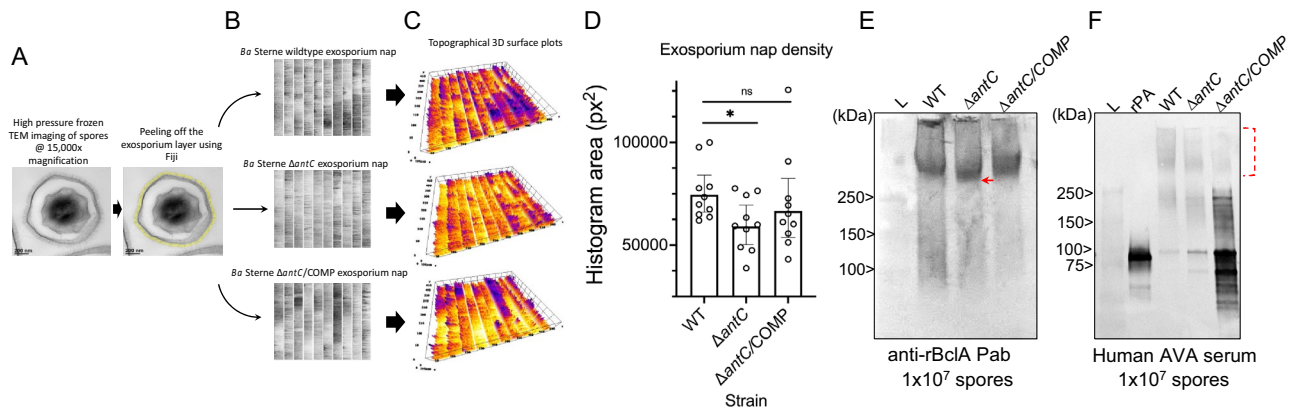 A
High pressure frozen
TEM imaging of spores
@ 15,000x
magnification
200 nm
Peeling off the
exosporium layer using
Fiji
200 nm
B
Ba Sterne wildtype exosporium nap
Ba Sterne ΔantC exosporium nap
Ba Sterne ΔantC/COMP exosporium nap
C
Topographical 3D surface plots
D
Exosporium nap density
Histogram area (px²)
100000
50000
ns
*
WT
ΔantC
ΔantC/COMP
Strain
E
(kDa)
L
WT
ΔantC
ΔantC/COMP
250>
150>
100>
anti-rBclA Pab
1x10⁷ spores
F
(kDa)
L
rPA
WT
ΔantC
ΔantC/COMP
250>
150>
100>
75>
Human AVA serum
1x10⁷ spores